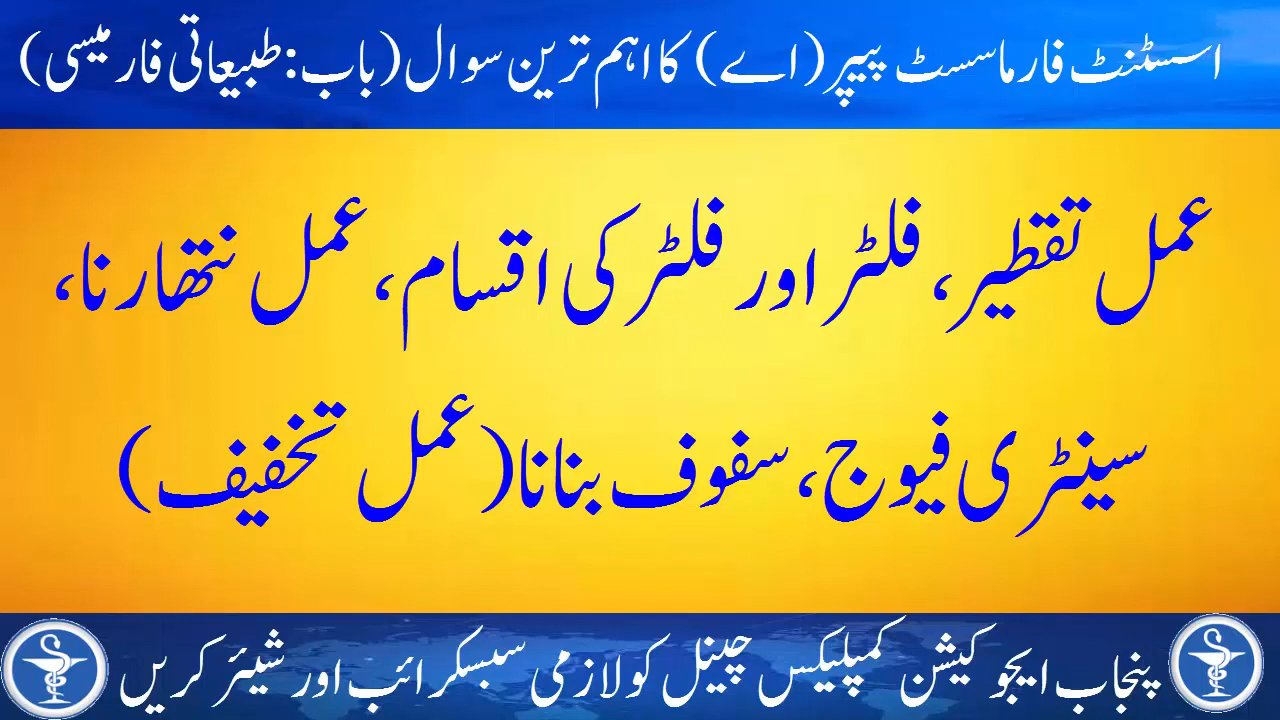 اسسٹنٹ فارماسسٹ پیپر (اے) کا اہم ترین سوال (باب: طبیعاتی فارمیسی)
عمل تقطیر، فلٹر اور فلٹر کی اقسام، عمل نتھارنا،
سینٹری فیوج، سفوف بنانا (عمل تخفیف)
پنجاب ایجوکیشن کمپلیکس چینل کو لازمی سبسکرائب اور شیئر کریں